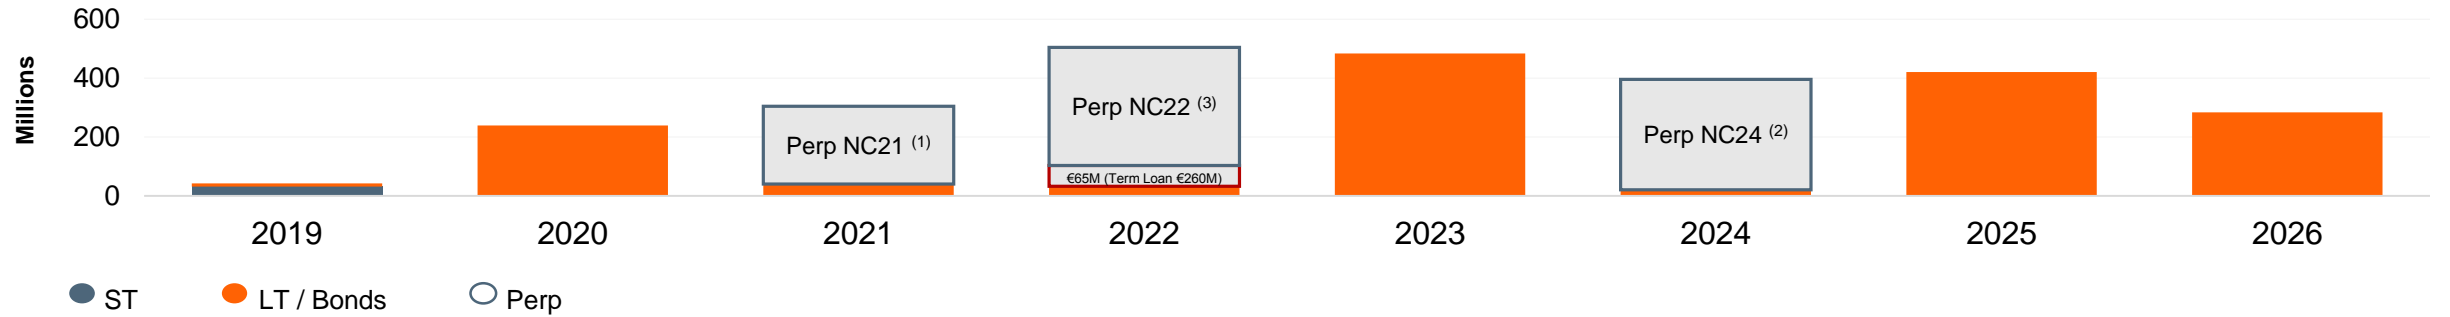 600
400
200
0
Millions
Perp NC21 (1)
Perp NC22 (3)
€65M (Term Loan €260M)
Perp NC24 (2)
2019 2020 2021 2022 2023 2024 2025 2026
ST LT / Bonds Perp